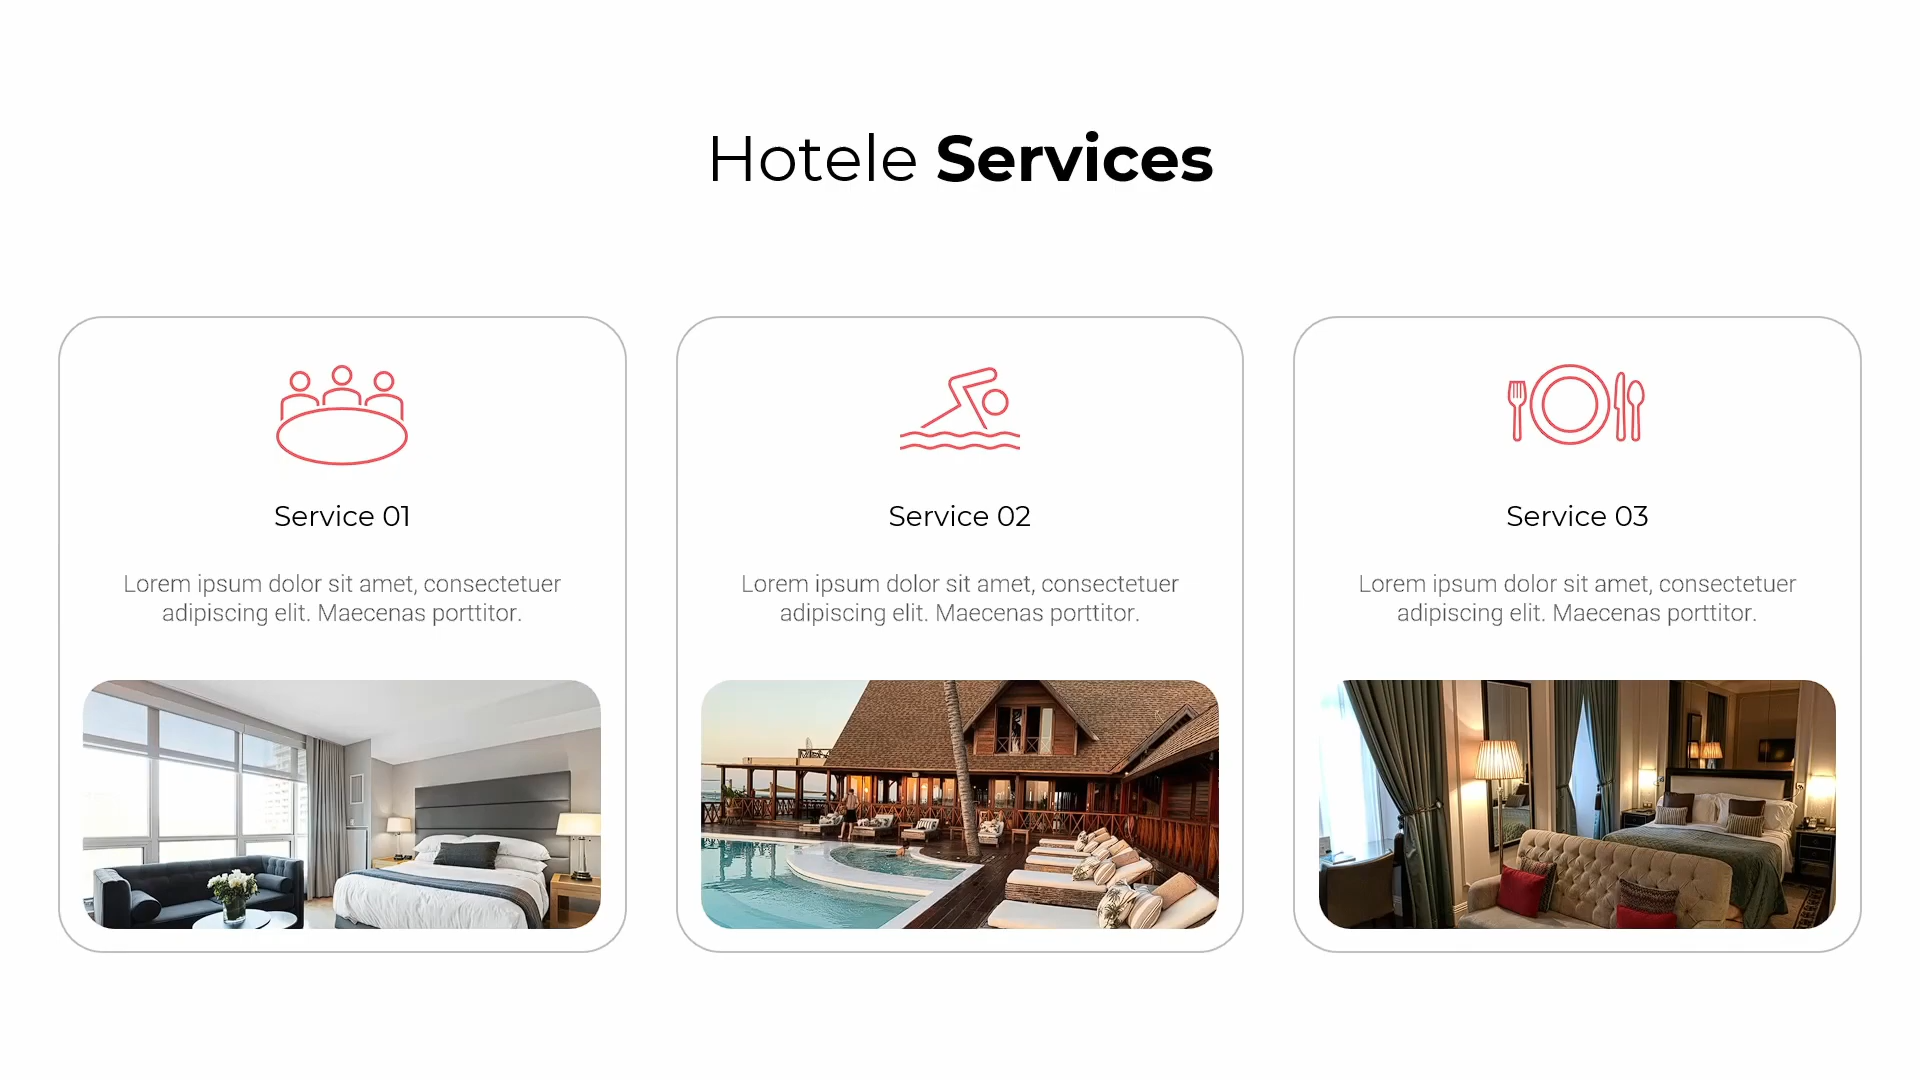 Hotele Services
Service 01
Lorem ipsum dolor sit amet, consectetuer
adipiscing elit. Maecenas porttitor.
Service 02
Lorem ipsum dolor sit amet, consectetuer
adipiscing elit. Maecenas porttitor.
Service 03
Lorem ipsum dolor sit amet, consectetuer
adipiscing elit. Maecenas porttitor.